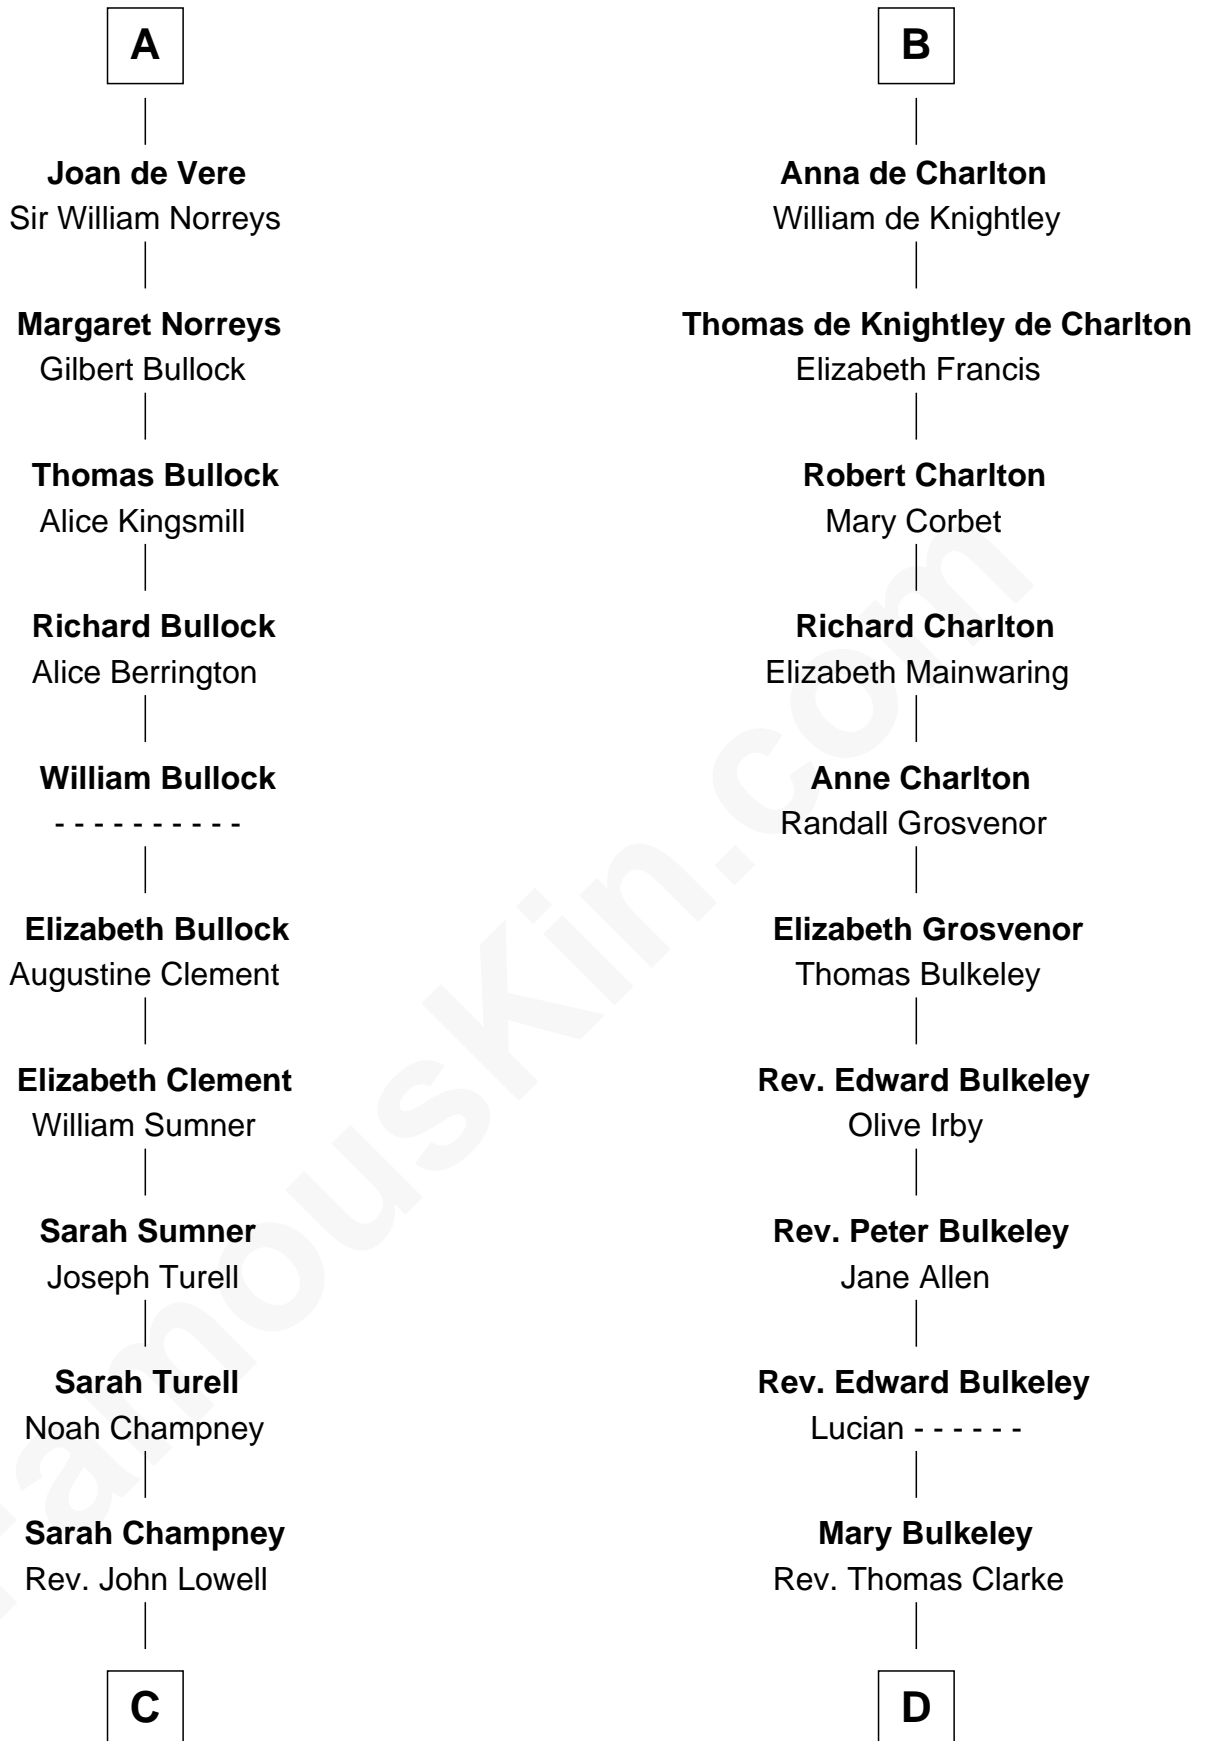 A
Joan de Vere
Sir William Norreys
Margaret Norreys
Gilbert Bullock
Thomas Bullock
Alice Kingsmill
Richard Bullock
Alice Berrington
William Bullock
- - - - - - - - - -
Elizabeth Bullock
Augustine Clement
Elizabeth Clement
William Sumner
Sarah Sumner
Joseph Turell
Sarah Turell
Noah Champney
Sarah Champney
Rev. John Lowell
C
B
Anna de Charlton
William de Knightley
Thomas de Knightley de Charlton
Elizabeth Francis
Robert Charlton
Mary Corbet
Richard Charlton
Elizabeth Mainwaring
Anne Charlton
Randall Grosvenor
Elizabeth Grosvenor
Thomas Bulkeley
Rev. Edward Bulkeley
Olive Irby
Rev. Peter Bulkeley
Jane Allen
Rev. Edward Bulkeley
Lucian - - - - - -
Mary Bulkeley
Rev. Thomas Clarke
D
FamousKin.com